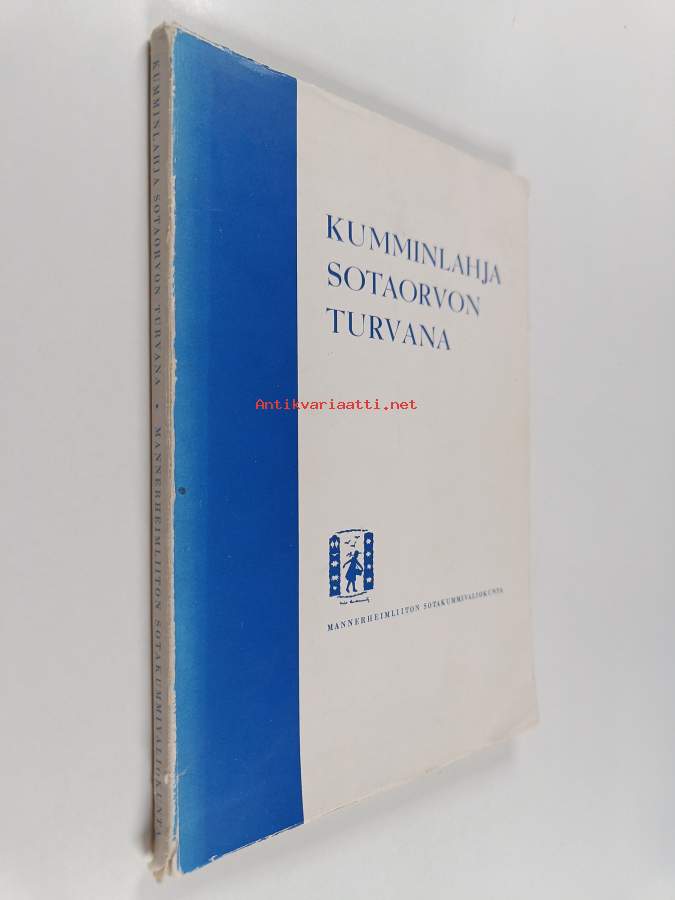 KUMMINLAHJA
SOTAORVON
TURVANA
Antikvariaatti.net
MANNERHEIMLIITON SOTAKUMMIVALIOKUNTA
KUMMINLAHJA SOTAORVON TURVANA • MANNERHEIMLIITON SOTAKUMMIVALIOKUNTA